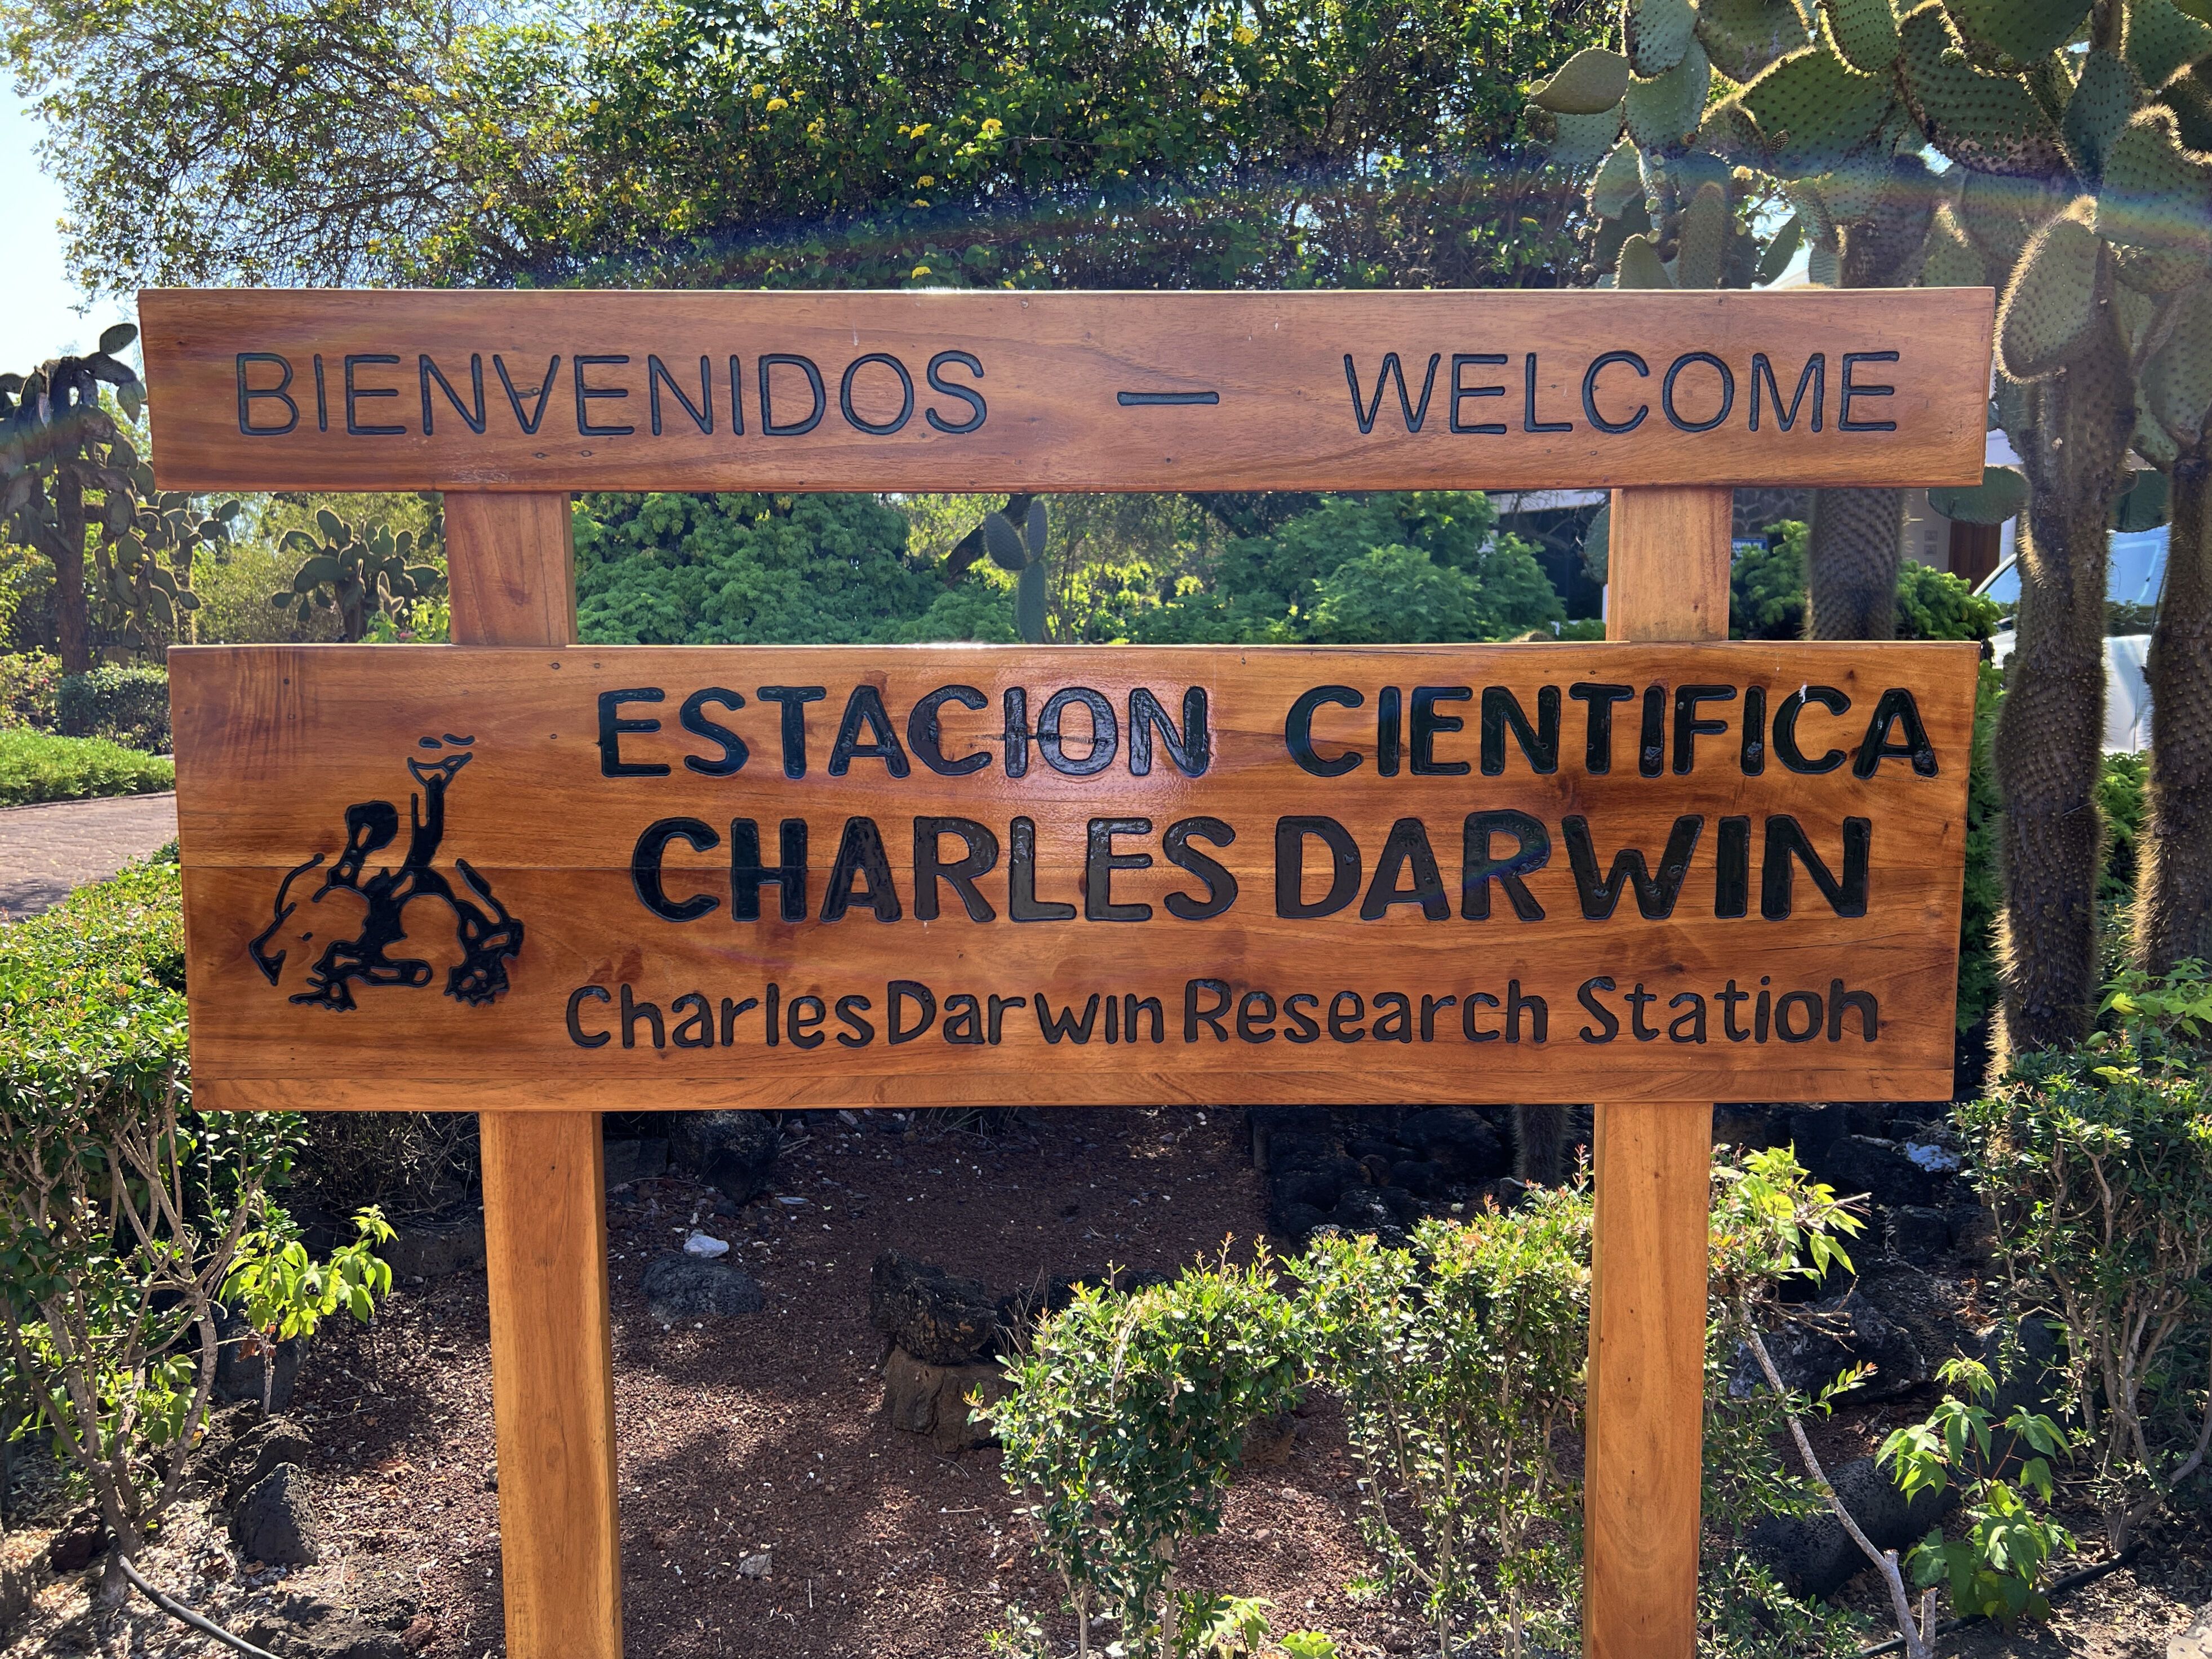 BIENVENIDOS — WELCOME
ESTACION CIENTIFICA
CHARLES DARWIN
Charles Darwin Research Station